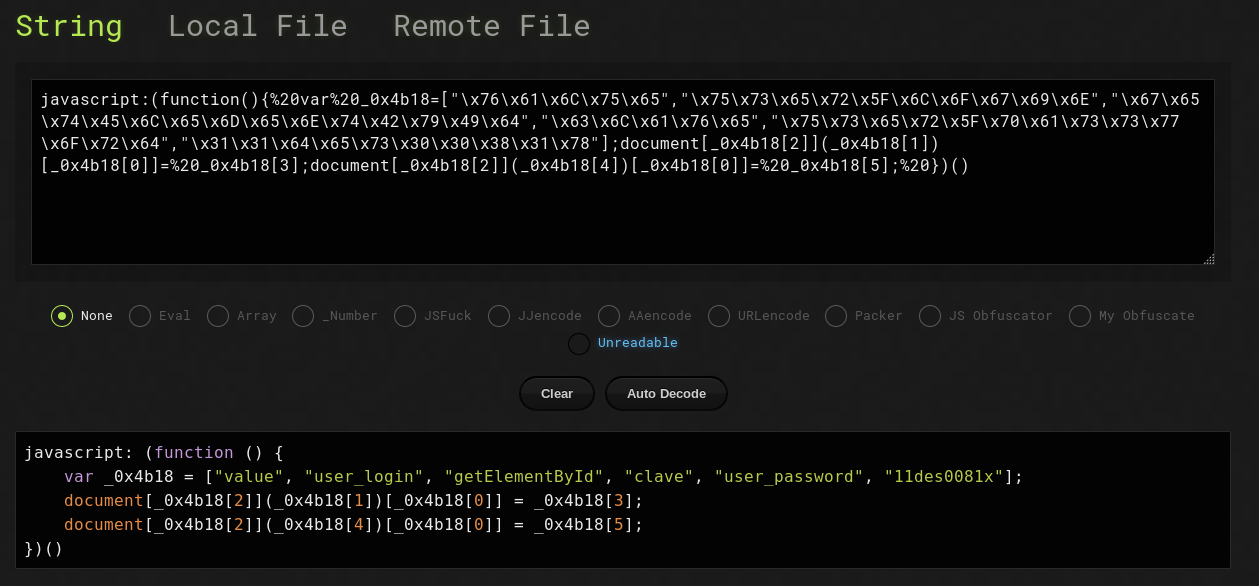 String Local File Remote File
javascript:(function(){%20var%20_0x4b18=["\x76\x61\x6C\x75\x65","\x75\x73\x65\x72\x5F\x6C\x6F\x67\x69\x6E","\x67\x65
\x74\x45\x6C\x65\x6D\x65\x6E\x74\x42\x79\x49\x64","\x63\x6C\x61\x76\x65","\x75\x73\x65\x72\x5F\x70\x61\x73\x73\x77
\x6F\x72\x64","\x31\x31\x64\x65\x73\x30\x30\x38\x31\x78"];document[_0x4b18[2]](_0x4b18[1])
[_0x4b18[0]]=%20_0x4b18[3];document[_0x4b18[2]](_0x4b18[4])[_0x4b18[0]]=%20_0x4b18[5];%20})()
None Eval Array _Number JSFuck JJencode AAencode URLencode Packer JS Obfuscator My Obfuscate
Unreadable
Clear Auto Decode
javascript: (function () {
    var _0x4b18 = ["value", "user_login", "getElementById", "clave", "user_password", "11des0081x"];
    document[_0x4b18[2]](_0x4b18[1])[_0x4b18[0]] = _0x4b18[3];
    document[_0x4b18[2]](_0x4b18[4])[_0x4b18[0]] = _0x4b18[5];
})()